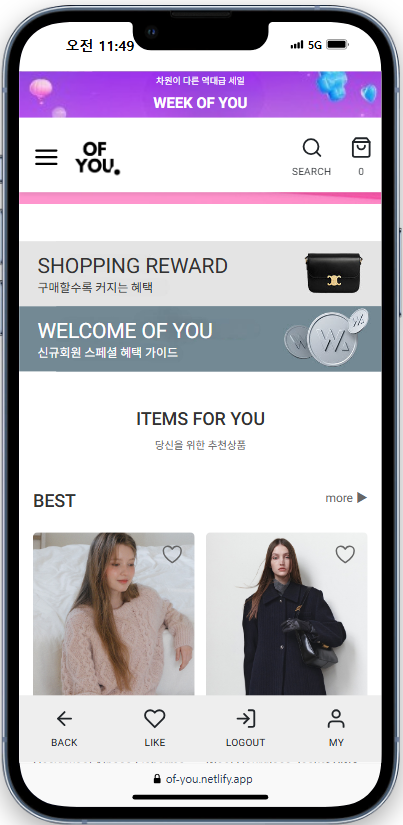 오전 11:49
5G
차원이 다른 역대급 세일
WEEK OF YOU
OF
YOU.
SEARCH
0
SHOPPING REWARD
구매할수록 커지는 혜택
WELCOME OF YOU
신규회원 스페셜 혜택 가이드
ITEMS FOR YOU
당신을 위한 추천상품
BEST
more ▶
BACK
LIKE
LOGOUT
MY
of-you.netlify.app